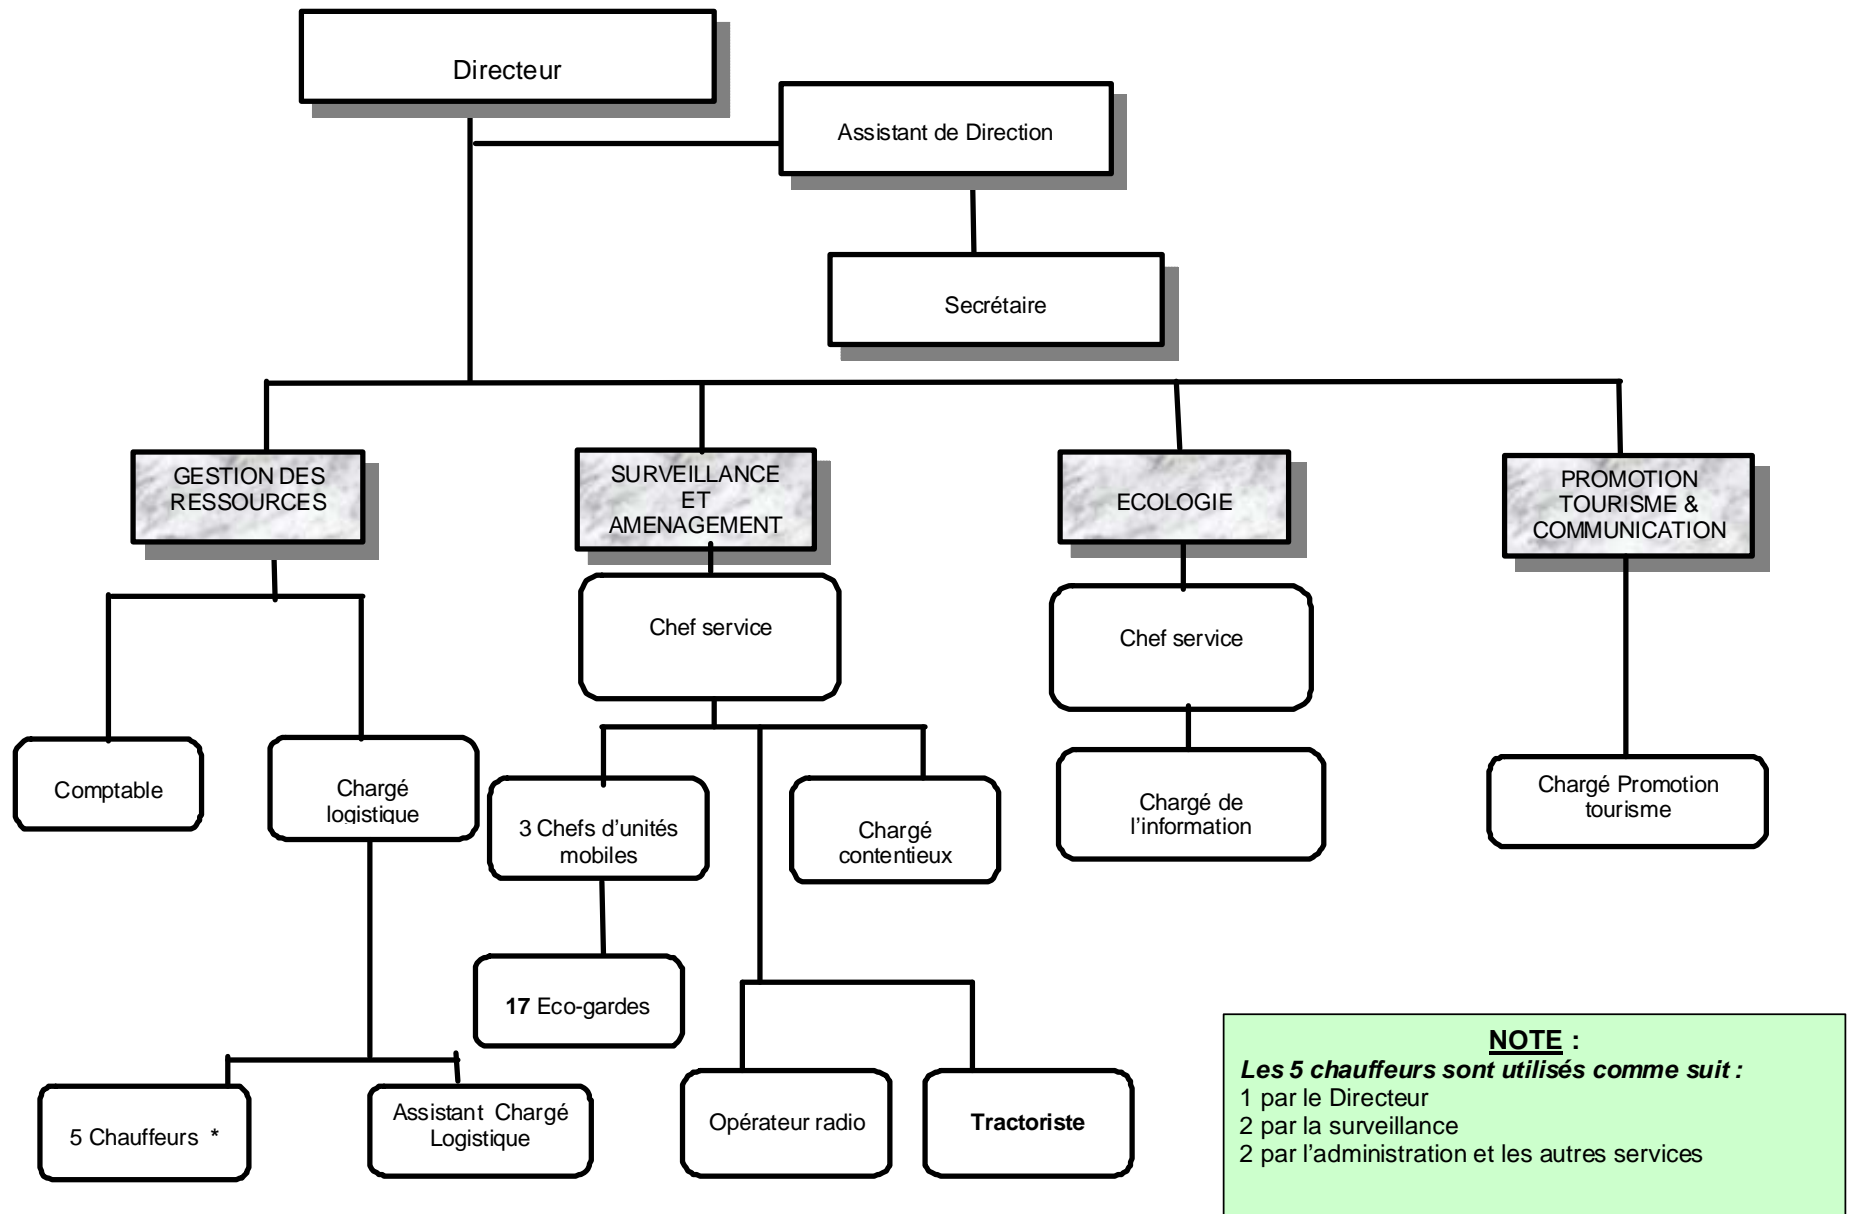 Directeur
Assistant de Direction
Secrétaire
GESTION DES
RESSOURCES
SURVEILLANCE
ET
AMENAGEMENT
ECOLOGIE
PROMOTION
TOURISME &
COMMUNICATION
Chef service
Chef service
Comptable
Chargé
logistique
3 Chefs d'unités
mobiles
Chargé
contentieux
Chargé de
l'information
Chargé Promotion
tourisme
17 Eco-gardes
5 Chauffeurs *
Assistant Chargé
Logistique
Opérateur radio
Tractoriste
NOTE :
Les 5 chauffeurs sont utilisés comme suit :
1 par le Directeur
2 par la surveillance
2 par l'administration et les autres services